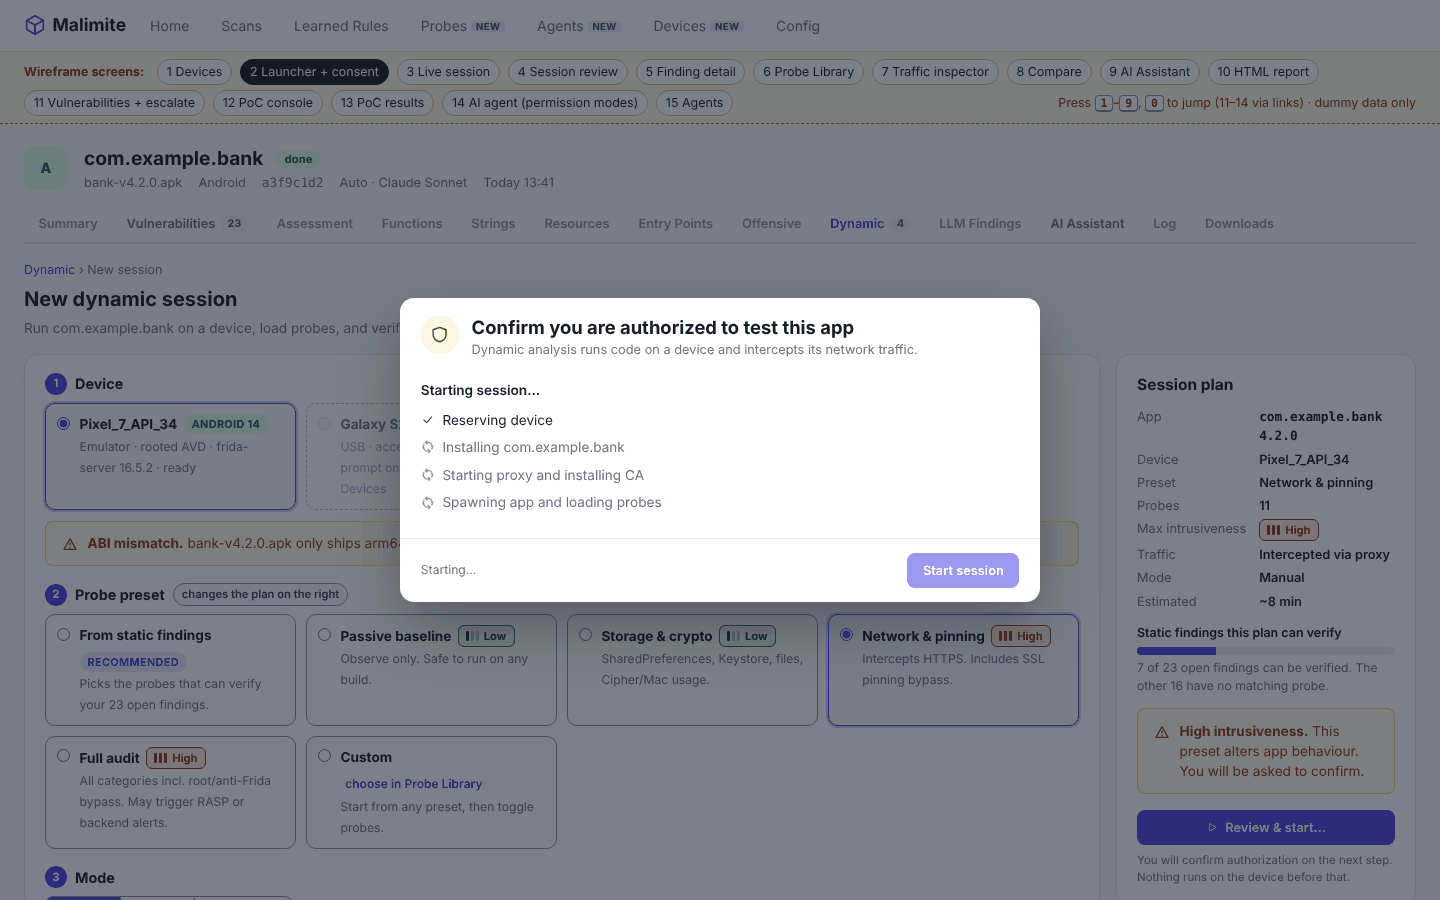 Malimite Home Scans Learned Rules Probes NEW Agents NEW Devices NEW Config
Wireframe screens: 1 Devices 2 Launcher + consent 3 Live session 4 Session review 5 Finding detail 6 Probe Library 7 Traffic inspector 8 Compare 9 AI Assistant 10 HTML report
11 Vulnerabilities + escalate 12 PoC console 13 PoC results 14 AI agent (permission modes) 15 Agents Press 1–9, 0 to jump (11–14 via links) · dummy data only
A
com.example.bank done
bank-v4.2.0.apk Android a3f9c1d2 Auto · Claude Sonnet Today 13:41
Summary Vulnerabilities 23 Assessment Functions Strings Resources Entry Points Offensive Dynamic 4 LLM Findings AI Assistant Log Downloads
Dynamic › New session
New dynamic session
Run com.example.bank on a device, load probes, and
1 Device
Pixel_7_API_34 ANDROID 14
Emulator · rooted AVD · frida-
server 16.5.2 · ready
Galaxy
USB ·
prompt on
Devices
ABI mismatch. bank-v4.2.0.apk only ships
2 Probe preset changes the plan on the right
From static findings
RECOMMENDED
Picks the probes that can verify
your 23 open findings.
Passive baseline Low
Observe only. Safe to run on any
build.
Storage & crypto Low
SharedPreferences, Keystore, files,
Cipher/Mac usage.
Network & pinning High
Intercepts HTTPS. Includes SSL
pinning bypass.
Full audit High
All categories incl. root/anti-Frida
bypass. May trigger RASP or
backend alerts.
Custom
choose in Probe Library
Start from any preset, then toggle
probes.
3 Mode
Confirm you are authorized to test this app
Dynamic analysis runs code on a device and intercepts its network traffic.
Starting session...
Reserving device
Installing com.example.bank
Starting proxy and installing CA
Spawning app and loading probes
Starting...
Start session
Session plan
App com.example.bank
4.2.0
Device Pixel_7_API_34
Preset Network & pinning
Probes 11
Max intrusiveness High
Traffic Intercepted via proxy
Mode Manual
Estimated ~8 min
Static findings this plan can verify
7 of 23 open findings can be verified. The
other 16 have no matching probe.
High intrusiveness. This
preset alters app behaviour.
You will be asked to confirm.
Review & start...
You will confirm authorization on the next step.
Nothing runs on the device before that.